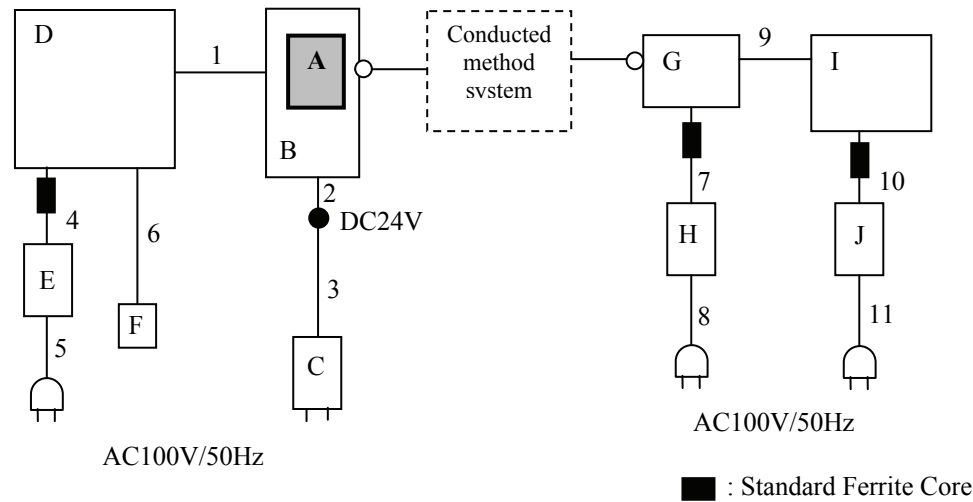 D
1
A
B
Conducted
method
svstem
G
9
I
2
DC24V
3
C
4
6
E
F
5
7
H
8
10
J
11
AC100V/50Hz
AC100V/50Hz
: Standard Ferrite Core